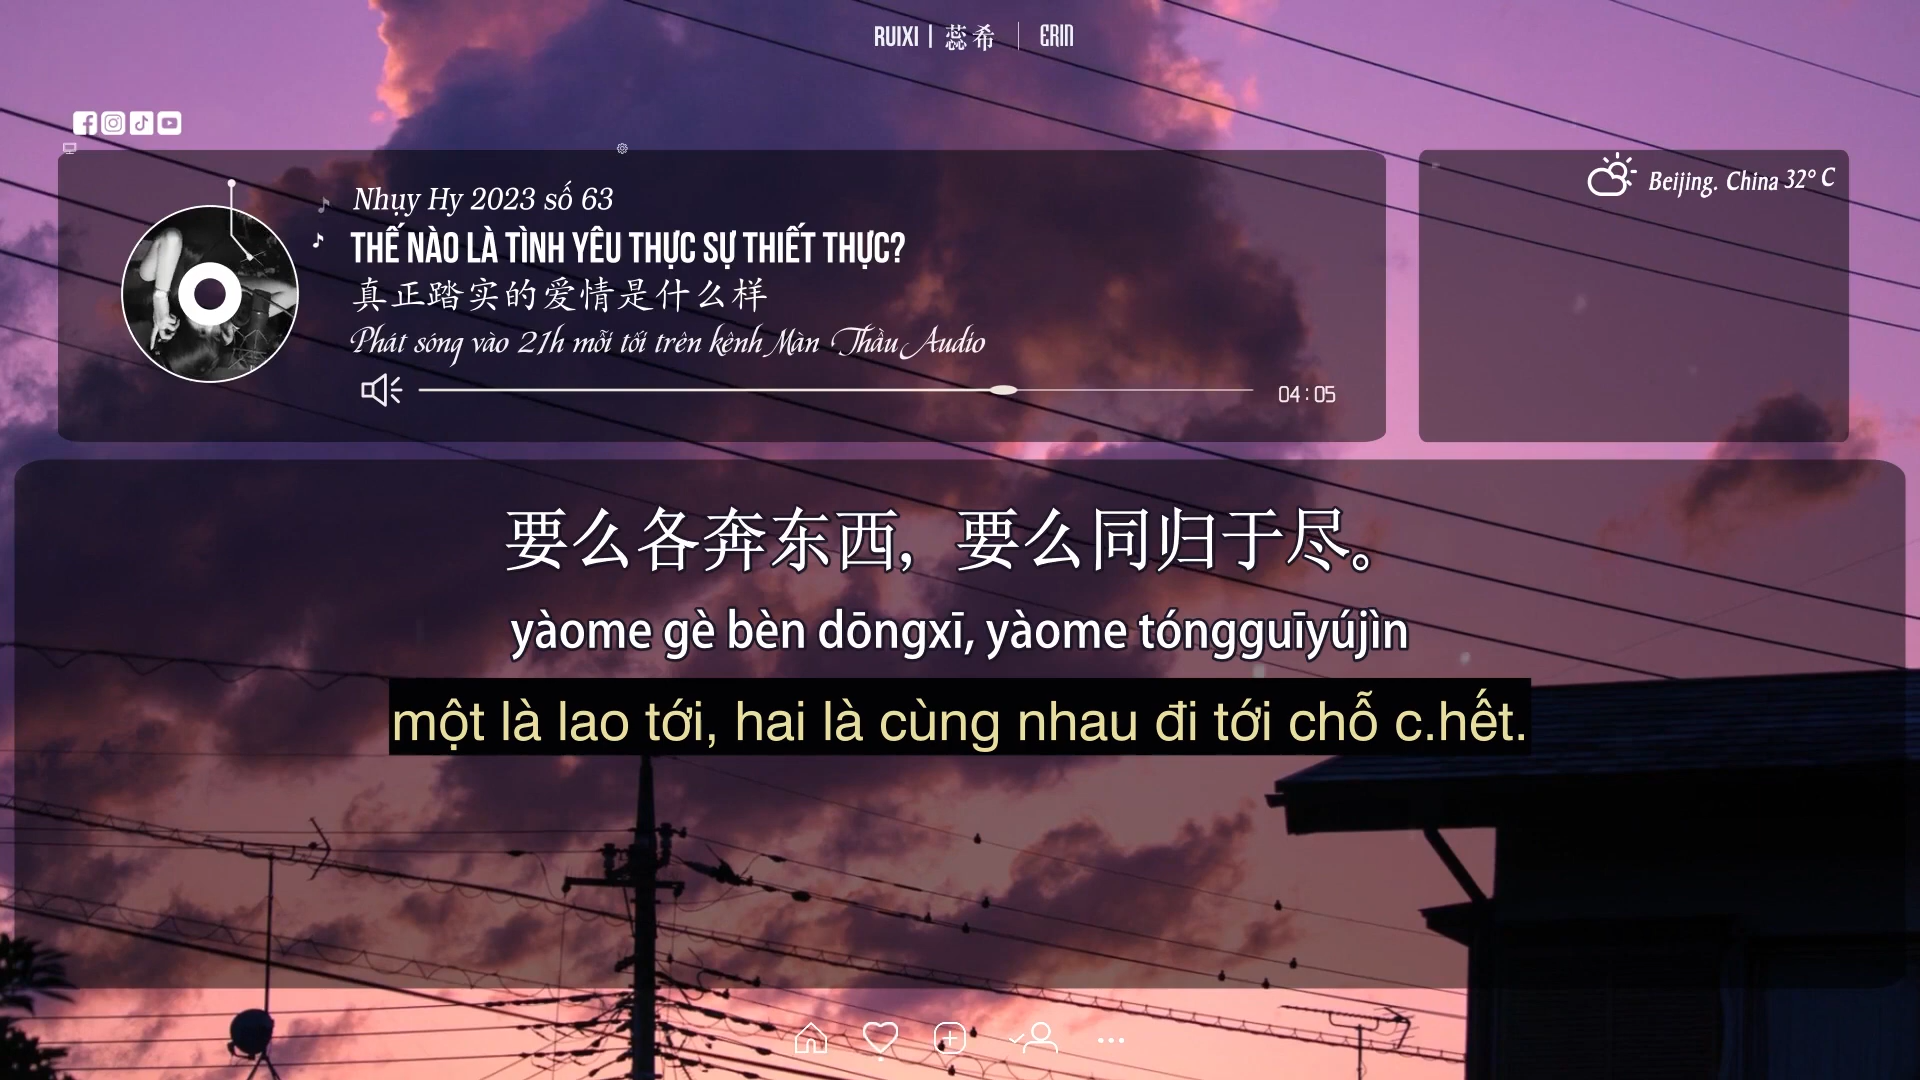 RUIXI | 蕊希 | ERIN
Nhụy Hy 2023 số 63
THẾ NÀO LÀ TÌNH YÊU THỰC SỰ THIẾT THỰC?
真正踏实的爱情是什么样
Phát sóng vào 21h mỗi tối trên kênh Màn Thầu Audio
04:05
Beijing. China 32° C
要么各奔东西，要么同归于尽。
yàome gè bèn dōngxī, yàome tóngguīyújìn
một là lao tới, hai là cùng nhau đi tới chỗ c.hết.